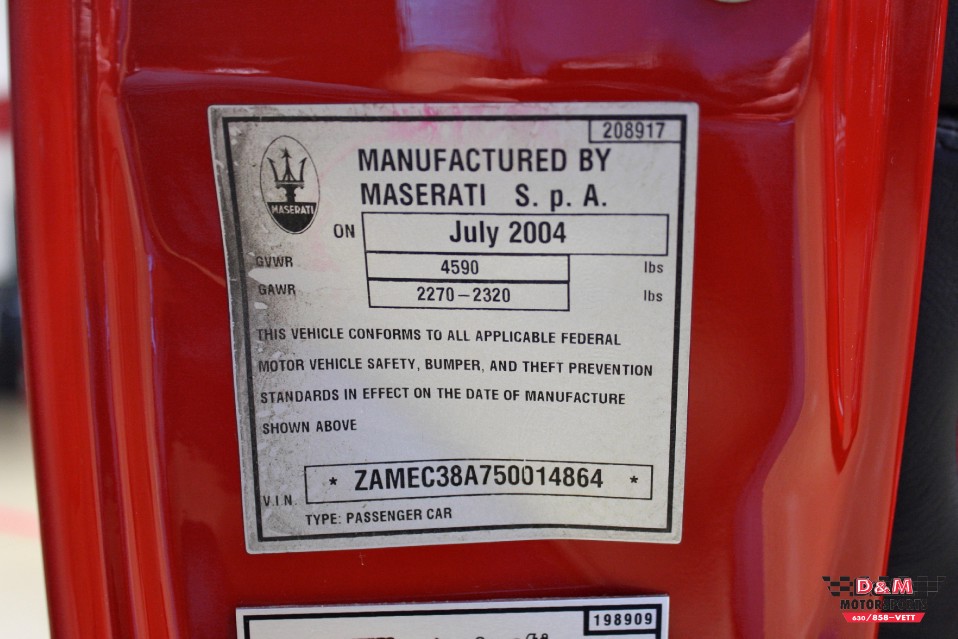 208917
MANUFACTURED BY
MASERATI S. p. A.
MASERATI
ON July 2004
GVWR 4590 lbs
GAWR 2270-2320 lbs
THIS VEHICLE CONFORMS TO ALL APPLICABLE FEDERAL
MOTOR VEHICLE SAFETY, BUMPER, AND THEFT PREVENTION
STANDARDS IN EFFECT ON THE DATE OF MANUFACTURE
SHOWN ABOVE
V.I.N. * ZAMEC38A750014864 *
TYPE: PASSENGER CAR
198909
D&M
MOTORSPORTS
630/858-VETT